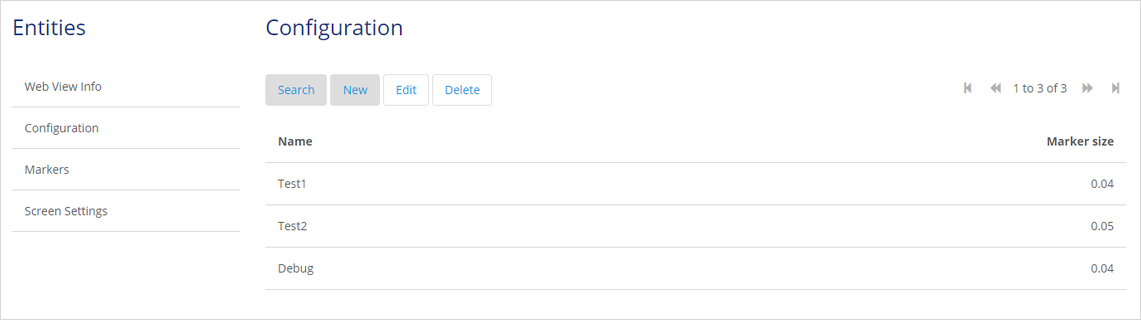 Entities
Web View Info
Configuration
Markers
Screen Settings
Configuration
Search New Edit Delete 1 to 3 of 3
Name Marker size
Test1 0.04
Test2 0.05
Debug 0.04